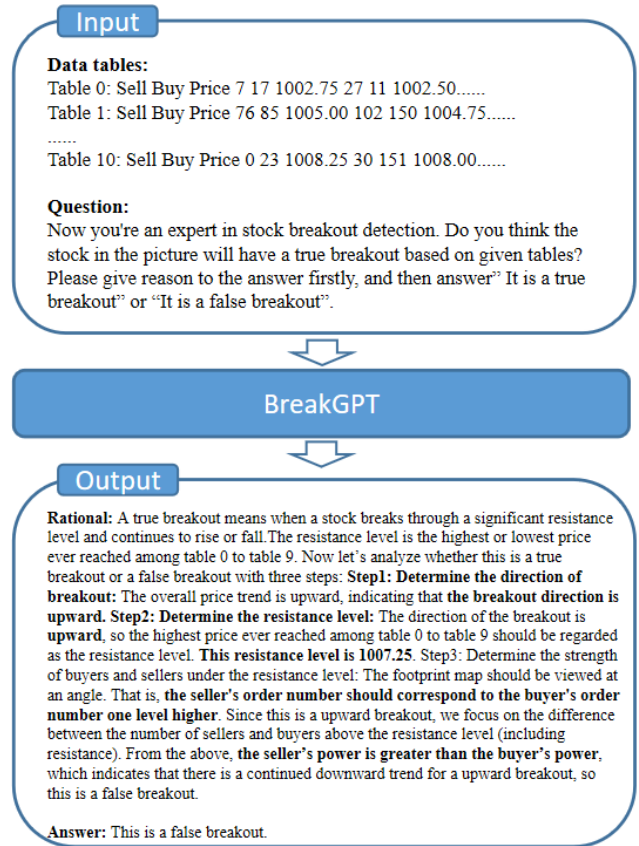 Input
Data tables:
Table 0: Sell Buy Price 7 17 1002.75 27 11 1002.50......
Table 1: Sell Buy Price 76 85 1005.00 102 150 1004.75......
......
Table 10: Sell Buy Price 0 23 1008.25 30 151 1008.00......
Question:
Now you're an expert in stock breakout detection. Do you think the
stock in the picture will have a true breakout based on given tables?
Please give reason to the answer firstly, and then answer” It is a true
breakout” or “It is a false breakout”.
BreakGPT
Output
Rational: A true breakout means when a stock breaks through a significant resistance
level and continues to rise or fall.The resistance level is the highest or lowest price
ever reached among table 0 to table 9. Now let’s analyze whether this is a true
breakout or a false breakout with three steps: Step1: Determine the direction of
breakout: The overall price trend is upward, indicating that the breakout direction is
upward. Step2: Determine the resistance level: The direction of the breakout is
upward, so the highest price ever reached among table 0 to table 9 should be regarded
as the resistance level. This resistance level is 1007.25. Step3: Determine the strength
of buyers and sellers under the resistance level: The footprint map should be viewed at
an angle. That is, the seller's order number should correspond to the buyer's order
number one level higher. Since this is a upward breakout, we focus on the difference
between the number of sellers and buyers above the resistance level (including
resistance). From the above, the seller’s power is greater than the buyer’s power,
which indicates that there is a continued downward trend for a upward breakout, so
this is a false breakout.
Answer: This is a false breakout.